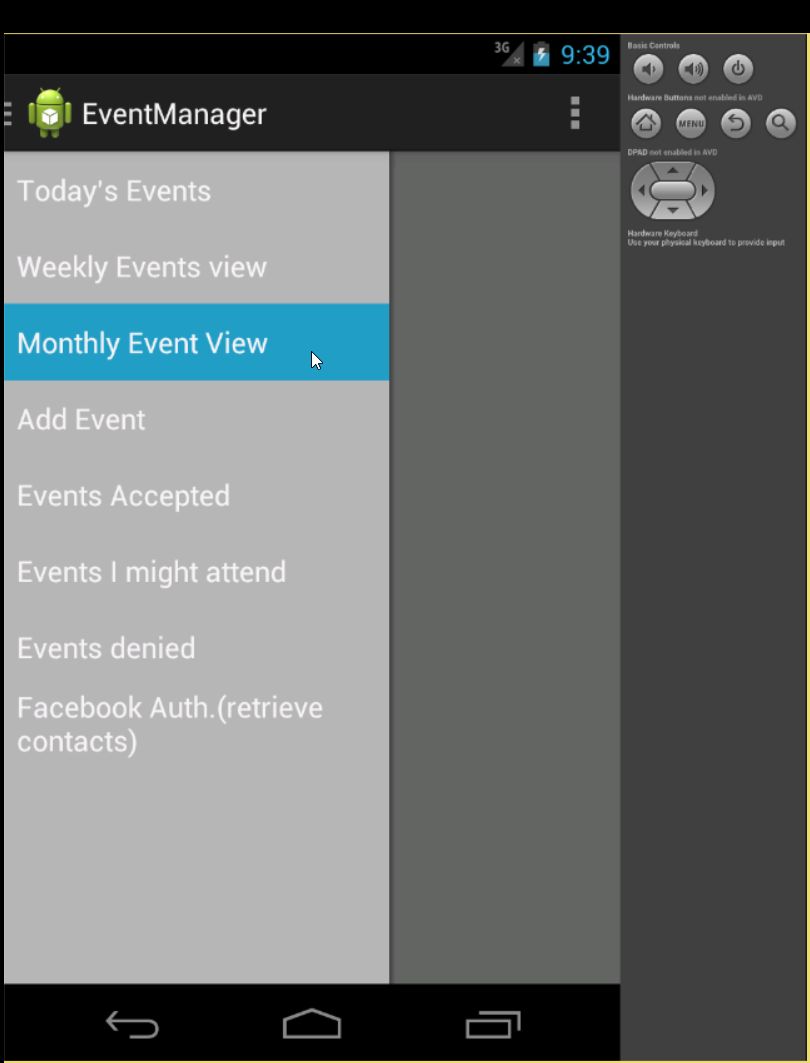 3G 9:39
EventManager
Today's Events
Weekly Events view
Monthly Event View
Add Event
Events Accepted
Events I might attend
Events denied
Facebook Auth.(retrieve
contacts)
Basic Controls
Hardware Buttons not enabled in AVD
MENU
DPAD not enabled in AVD
Hardware Keyboard
Use your physical keyboard to provide input